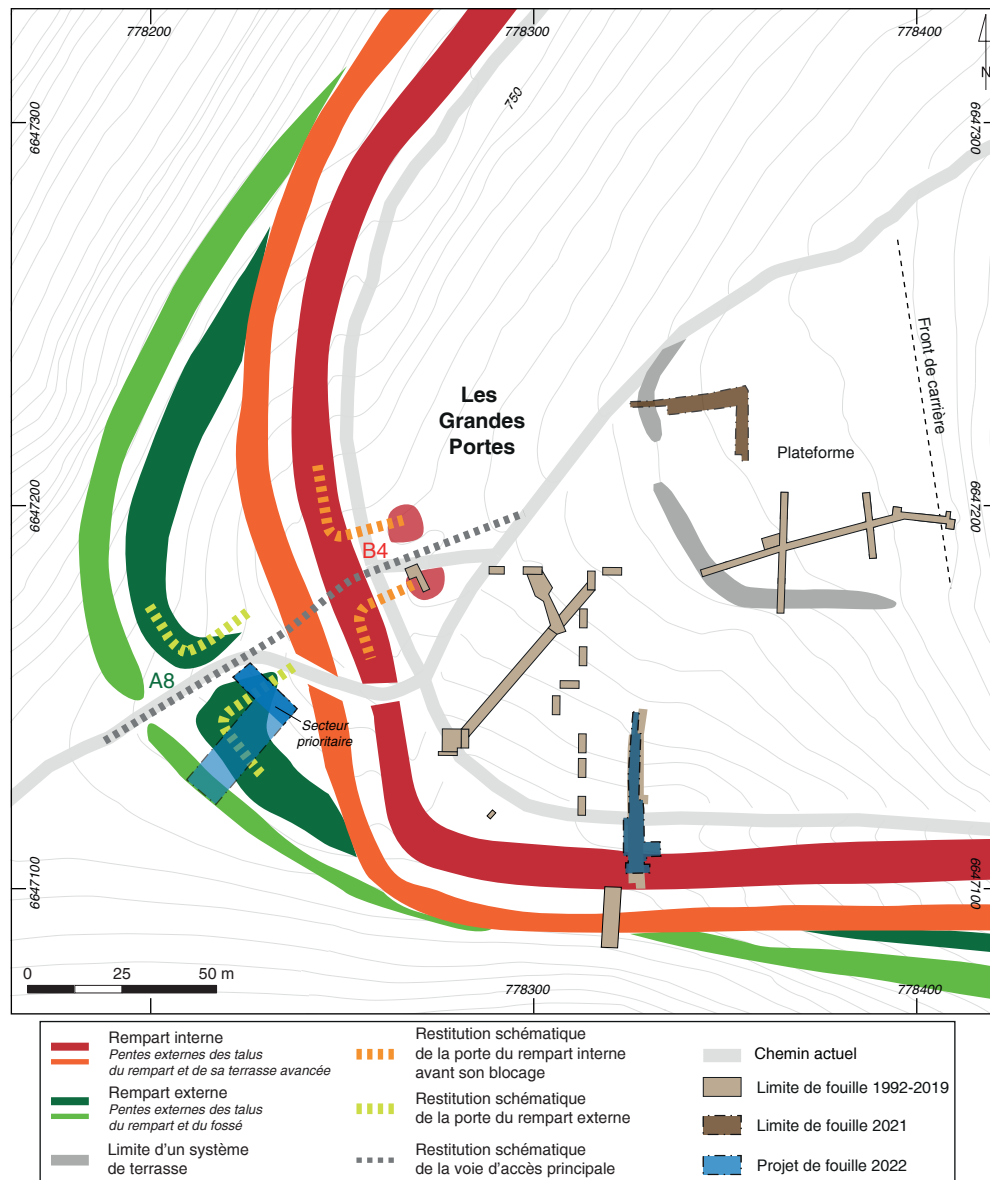 778200
778300
778400
N
6647300
750
6647300
Les
Grandes
Portes
Front de carrière
Plateforme
6647200
6647200
B4
A8
Secteur
prioritaire
6647100
6647100
0 25 50 m
778300
778400
Rempart interne
Pentes externes des talus
du rempart et de sa terrasse avancée
Rempart externe
Pentes externes des talus
du rempart et du fossé
Limite d'un système
de terrasse
Restitution schématique
de la porte du rempart interne
avant son blocage
Restitution schématique
de la porte du rempart externe
Restitution schématique
de la voie d'accès principale
Chemin actuel
Limite de fouille 1992-2019
Limite de fouille 2021
Projet de fouille 2022